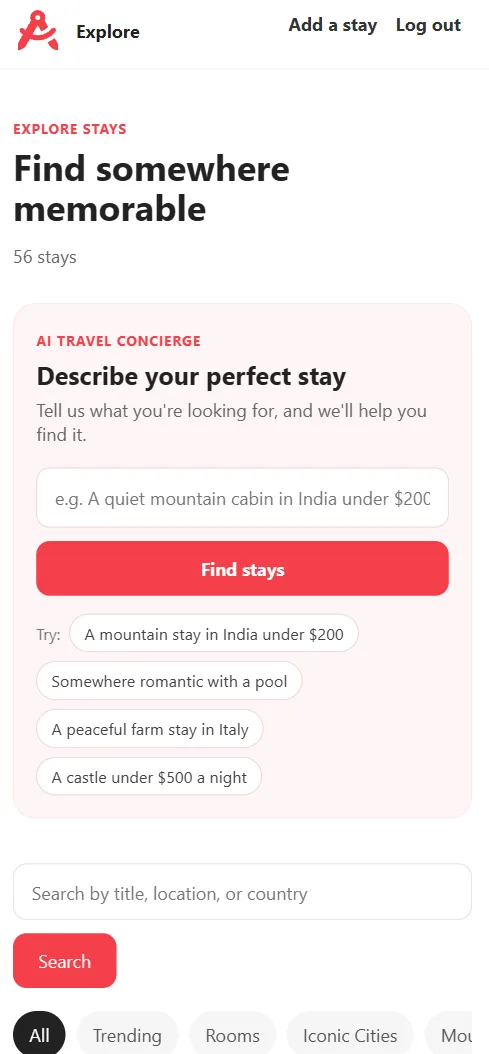 Explore
Add a stay
Log out
EXPLORE STAYS
Find somewhere
memorable
56 stays
AI TRAVEL CONCIERGE
Describe your perfect stay
Tell us what you're looking for, and we'll help you
find it.
e.g. A quiet mountain cabin in India under $200
Find stays
Try:
A mountain stay in India under $200
Somewhere romantic with a pool
A peaceful farm stay in Italy
A castle under $500 a night
Search by title, location, or country
Search
All
Trending
Rooms
Iconic Cities
Mou